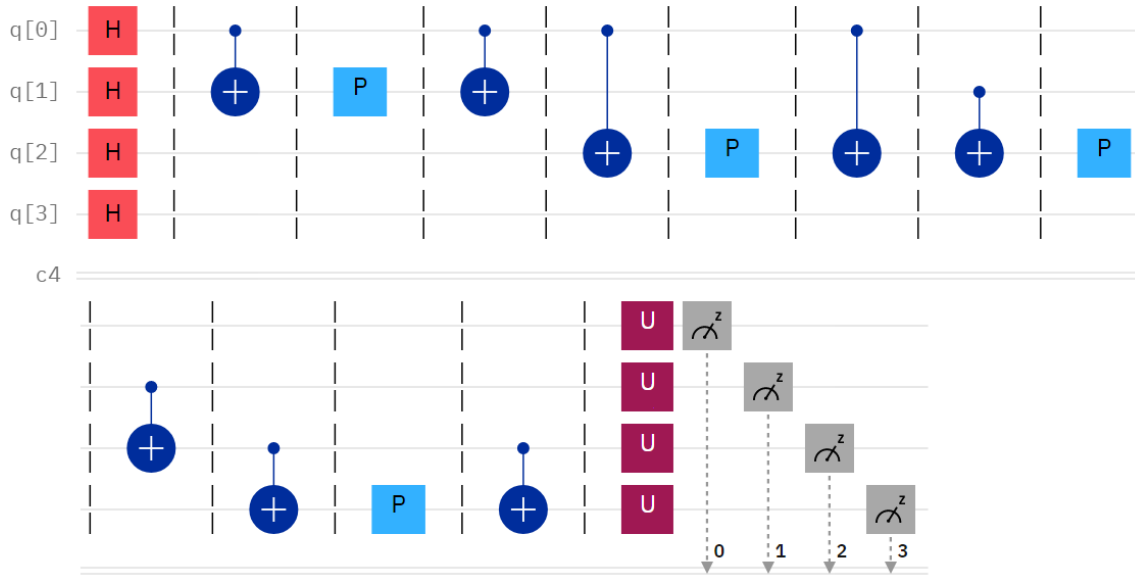 q[0] H
q[1] H P
q[2] H P P
q[3] H
c4
U z
U z
U z
U P z
0 1 2 3